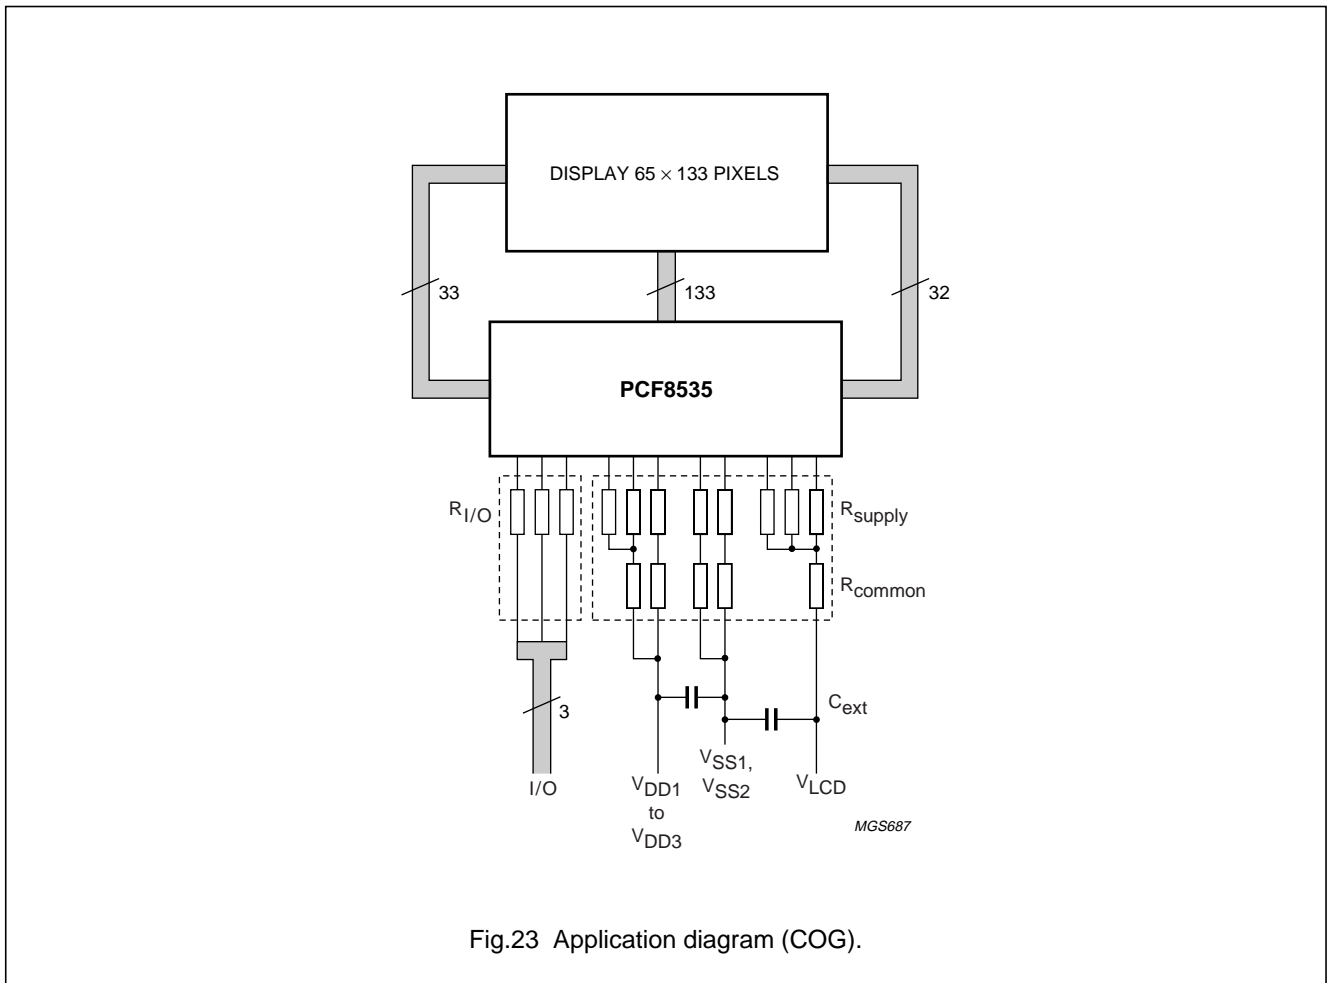 DISPLAY 65 × 133 PIXELS
33
133
32
PCF8535
RI/O
Rsupply
Rcommon
3
Cext
I/O
VDD1
to
VDD3
VSS1,
VSS2
VLCD
MGS687
Fig.23 Application diagram (COG).